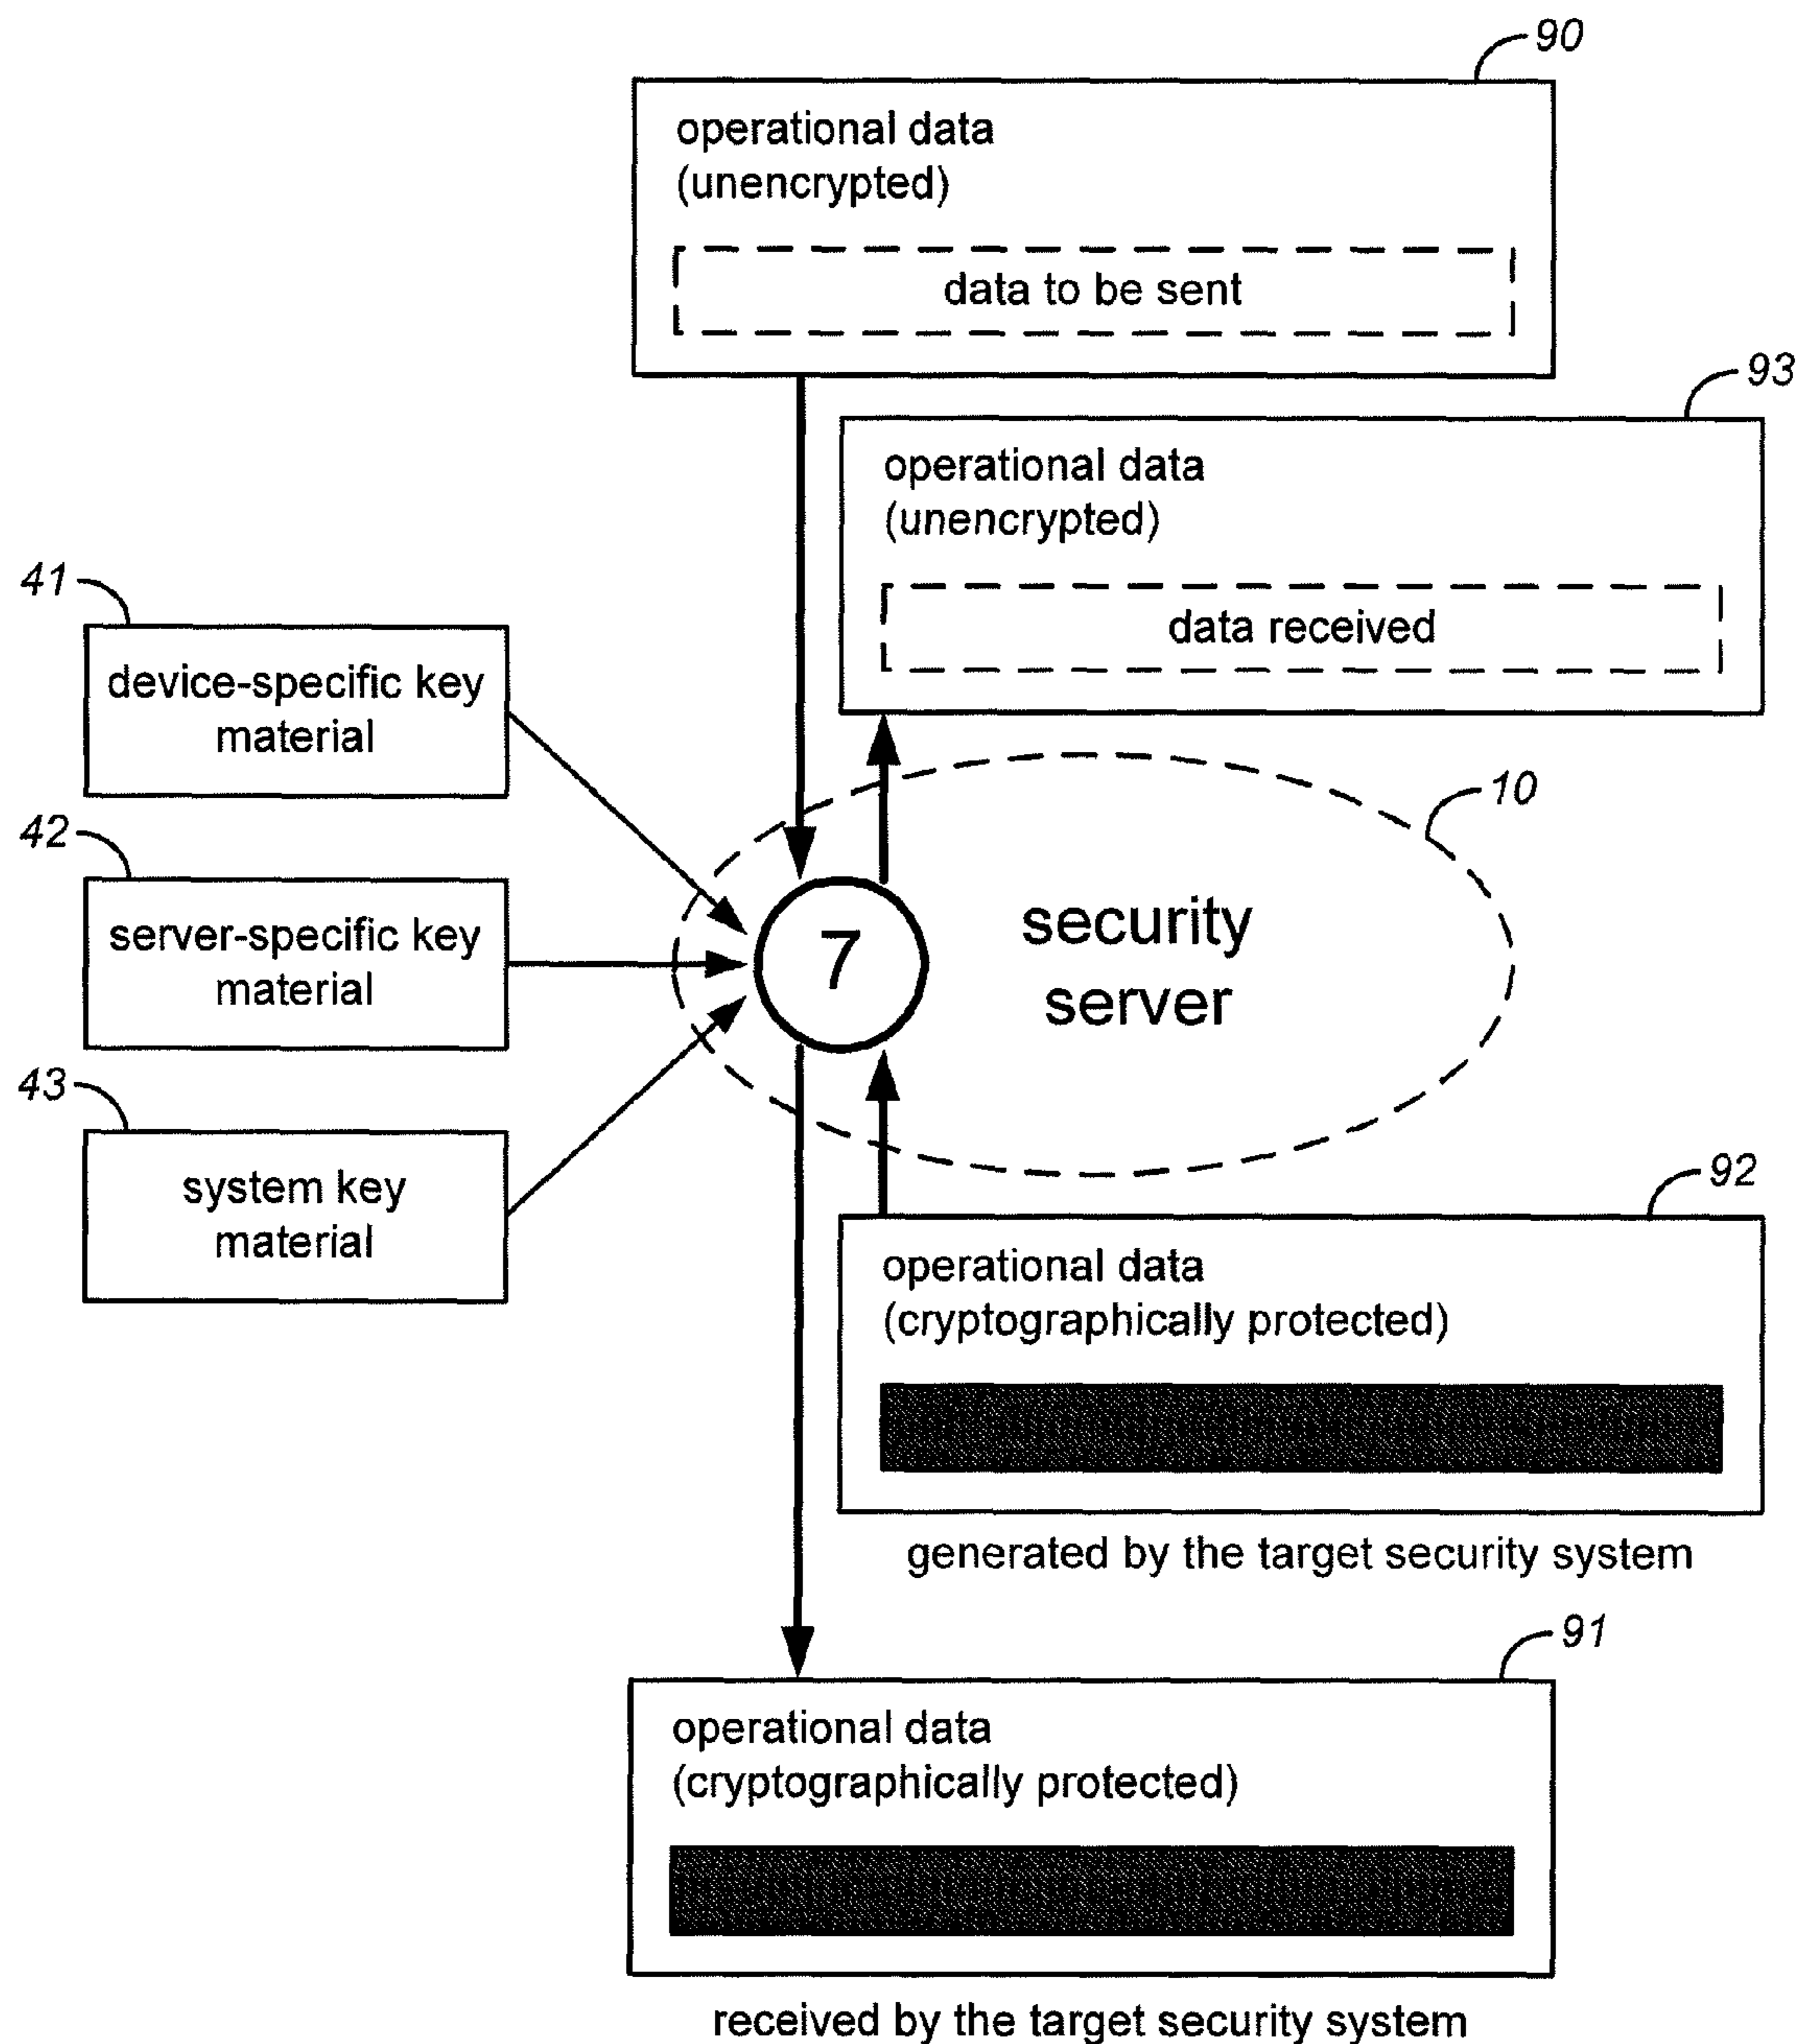 90
operational data
(unencrypted)
data to be sent
93
operational data
(unencrypted)
data received
41
device-specific key
material
42
server-specific key
material
43
system key
material
10
7
security
server
92
operational data
(cryptographically protected)
generated by the target security system
91
operational data
(cryptographically protected)
received by the target security system